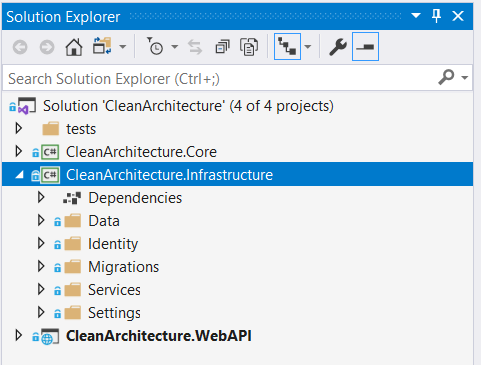 Solution Explorer
Search Solution Explorer (Ctrl+;)
Solution 'CleanArchitecture' (4 of 4 projects)
tests
C# CleanArchitecture.Core
C# CleanArchitecture.Infrastructure
Dependencies
Data
Identity
Migrations
Services
Settings
CleanArchitecture.WebAPI